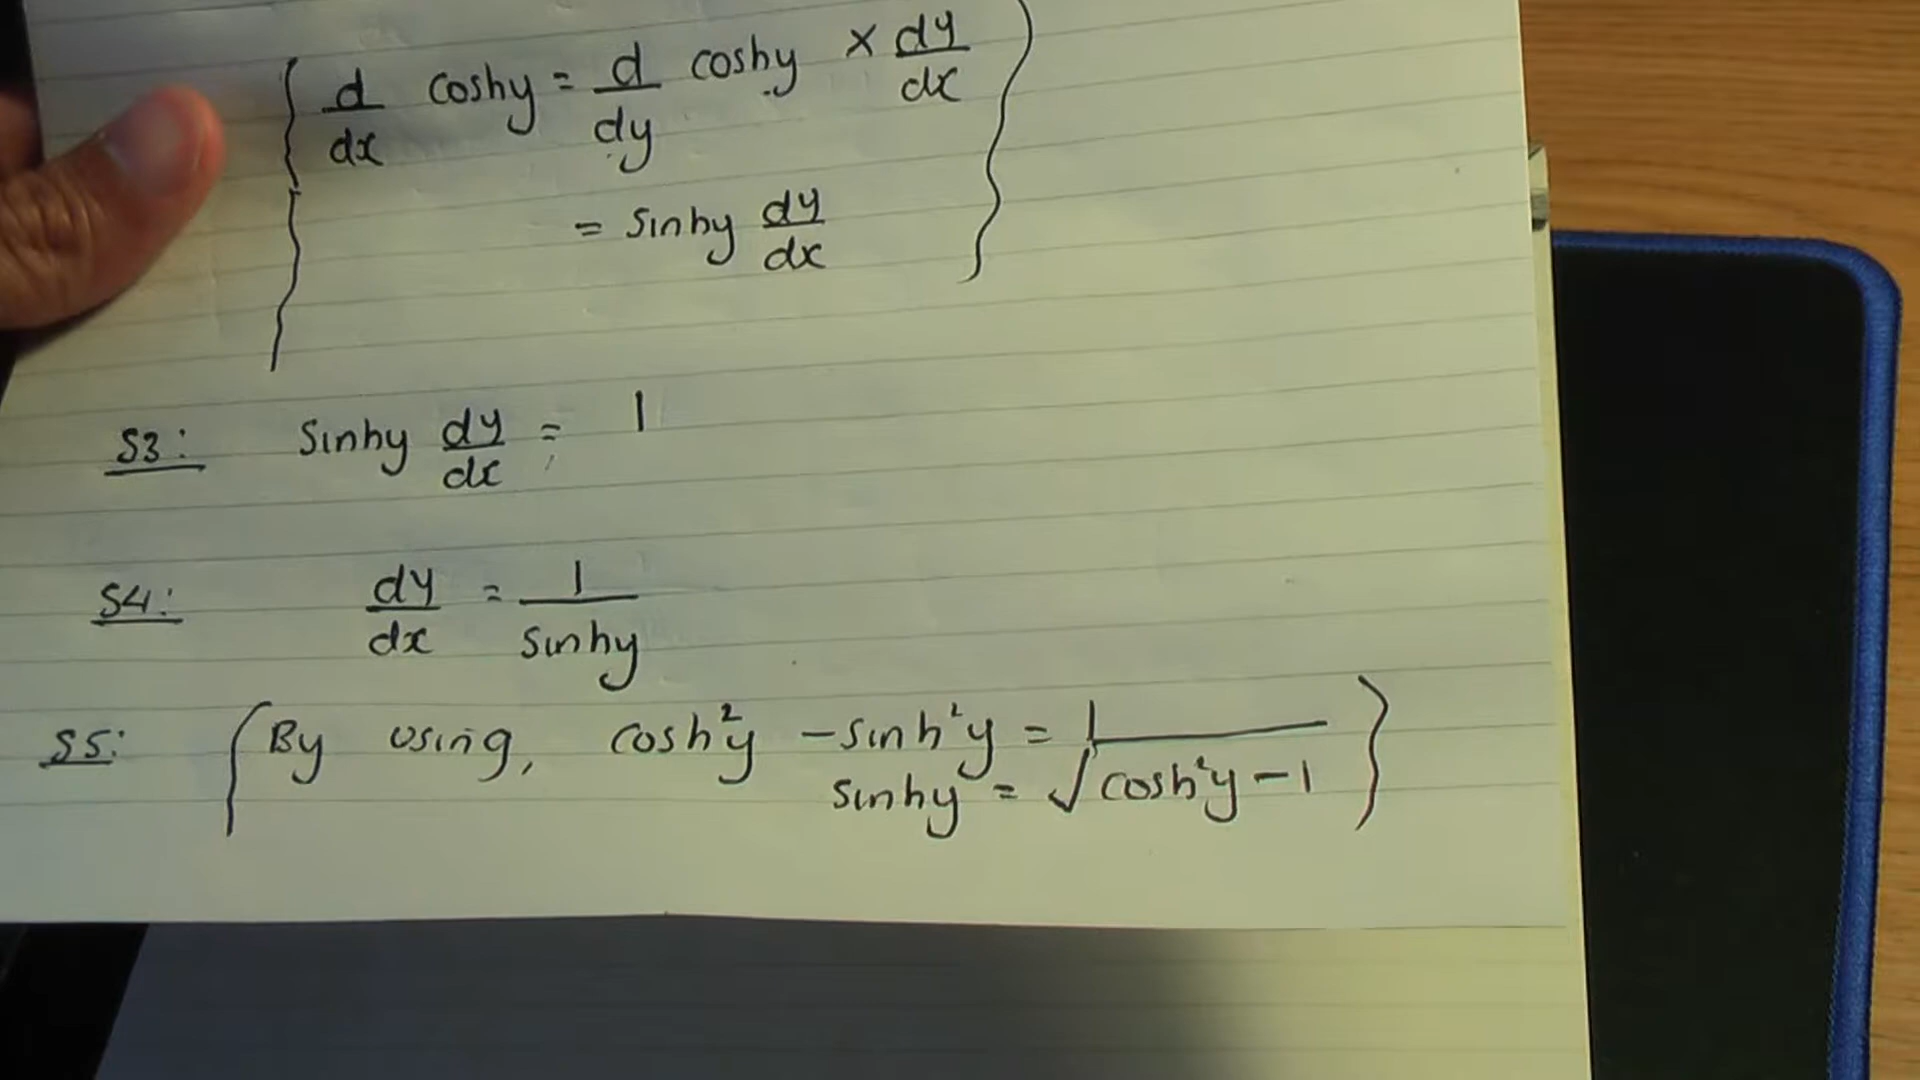 d/dx coshy = d/dy coshy × dy/dx
= sinhy dy/dx
S3: Sinhy dy/dx = 1
S4: dy/dx = 1/sinhy
S5: { By using, cosh²y - sinh²y = 1
sinhy = √(cosh²y - 1) }